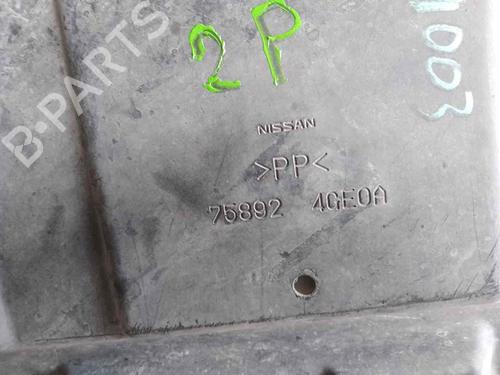 B-PARTS
2P
1003
NISSAN
>PP<
75892 4GE0A